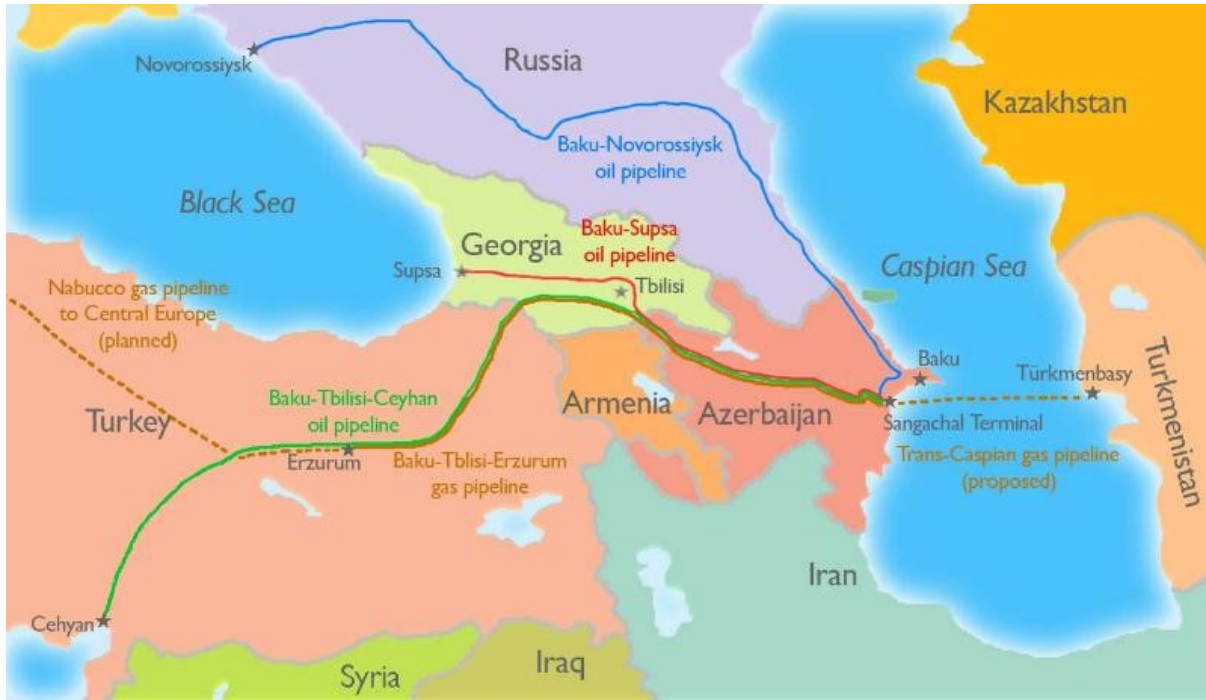 Novorossiysk
Russia
Kazakhstan
Baku-Novorossiysk
oil pipeline
Black Sea
Baku-Supsa
oil pipeline
Georgia
Supsa
Tbilisi
Caspian Sea
Nabucco gas pipeline
to Central Europe
(planned)
Baku
Türkmenbasy
Turkmenistan
Turkey
Baku-Tbilisi-Ceyhan
oil pipeline
Armenia
Azerbaijan
Sangachal Terminal
Erzurum
Baku-Tblisi-Erzurum
gas pipeline
Trans-Caspian gas pipeline
(proposed)
Iran
Cehyan
Syria
Iraq